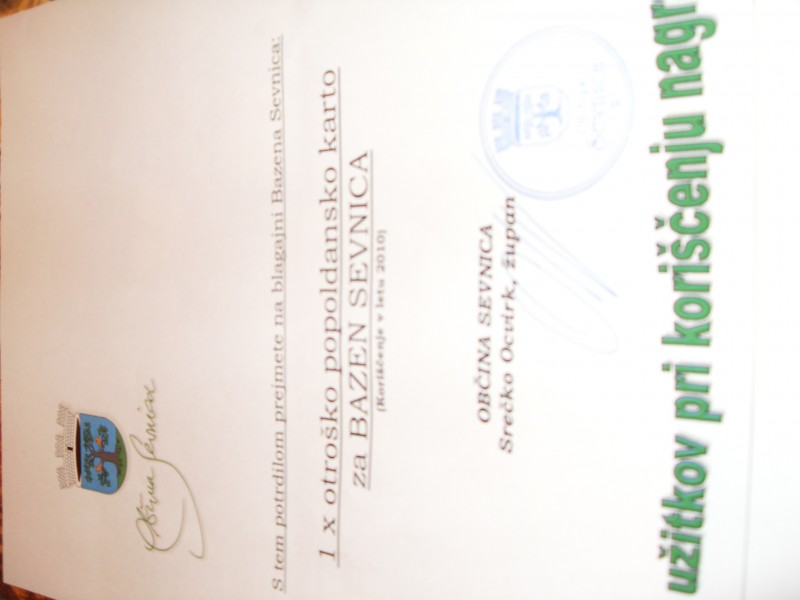 Občina Sevnica
S tem potrdilom prejmete na blagajni Bazena Sevnica:
1 x otroško popoldansko karto
za BAZEN SEVNICA
(Koriščenje v letu 2010)
OBČINA SEVNICA
Srečko Ocvirk, župan
užitkov pri koriščenju nagr